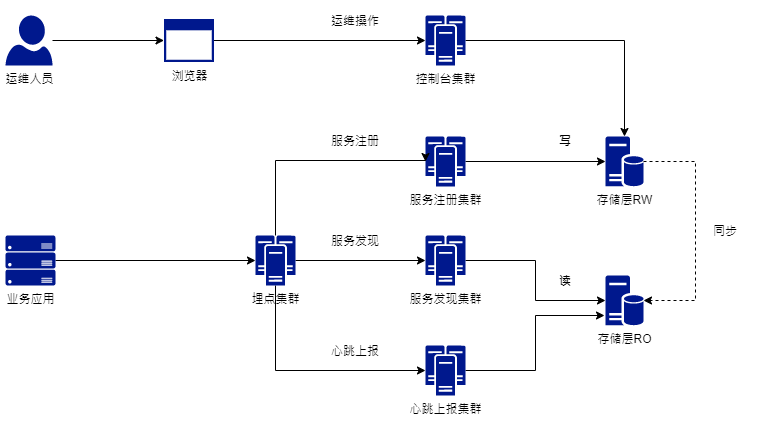 运维操作
运维人员
浏览器
控制台集群
服务注册
写
服务注册集群
存储层RW
同步
服务发现
读
业务应用
埋点集群
服务发现集群
存储层RO
心跳上报
心跳上报集群